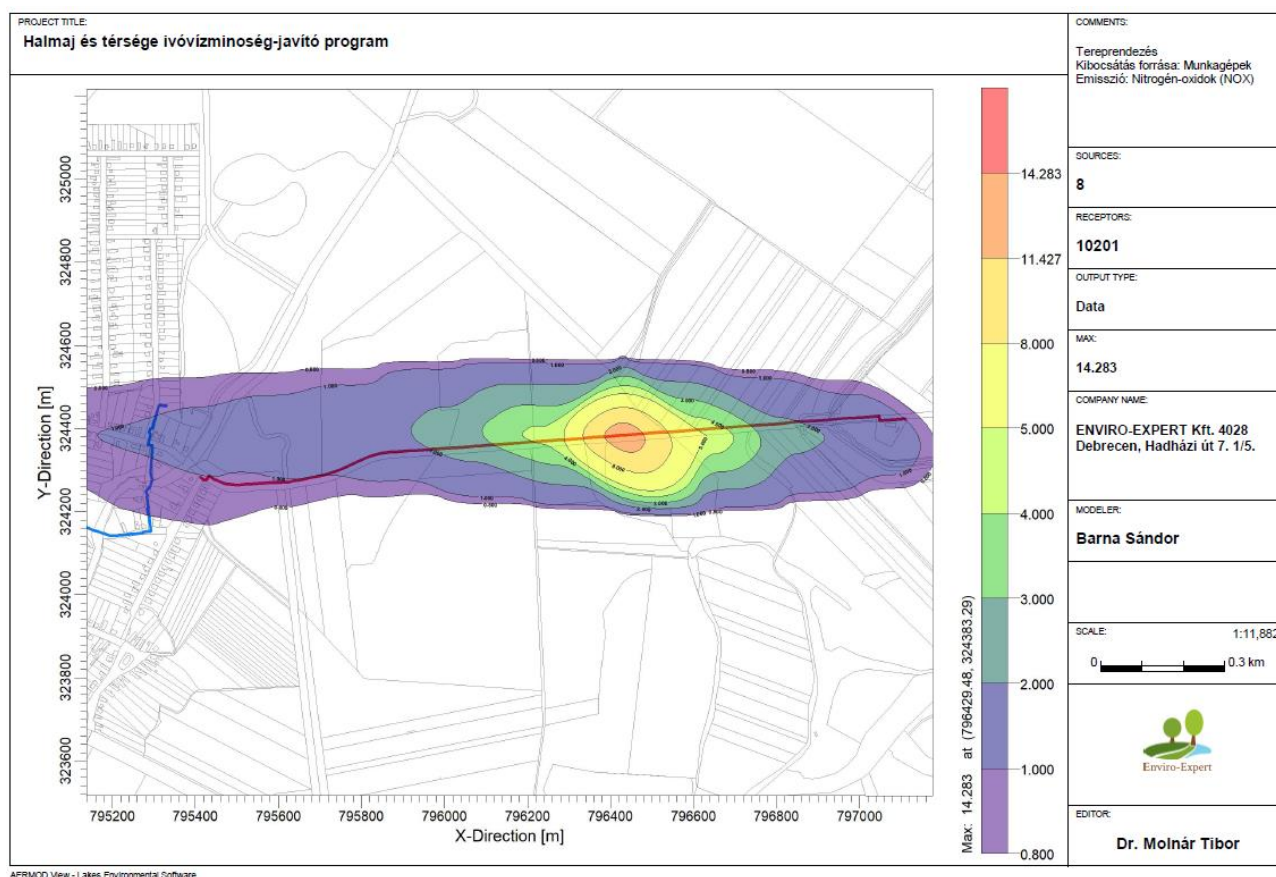 PROJECT TITLE:
Halmaj és térsége ivóvízminoség-javító program
COMMENTS:
Tereprendezés
Kibocsátás forrása: Munkagépek
Emisszió: Nitrogén-oxidok (NOX)
SOURCES:
8
RECEPTORS:
10201
OUTPUT TYPE:
Data
MAX:
14.283
COMPANY NAME:
ENVIRO-EXPERT Kft. 4028
Debrecen, Hadházi út 7. 1/5.
MODELER:
Barna Sándor
SCALE:
1:11,882
0
0.3 km
Enviro-Expert
EDITOR:
Dr. Molnár Tibor
Y-Direction [m]
325000
324800
324600
324400
324200
324000
323800
323600
795200
795400
795600
795800
796000
796200
796400
796600
796800
797000
X-Direction [m]
14.283
11.427
8.000
5.000
4.000
3.000
2.000
1.000
0.800
Max: 14.283 at (796429.48, 324383.29)
AERMOD View - Lakes Environmental Software